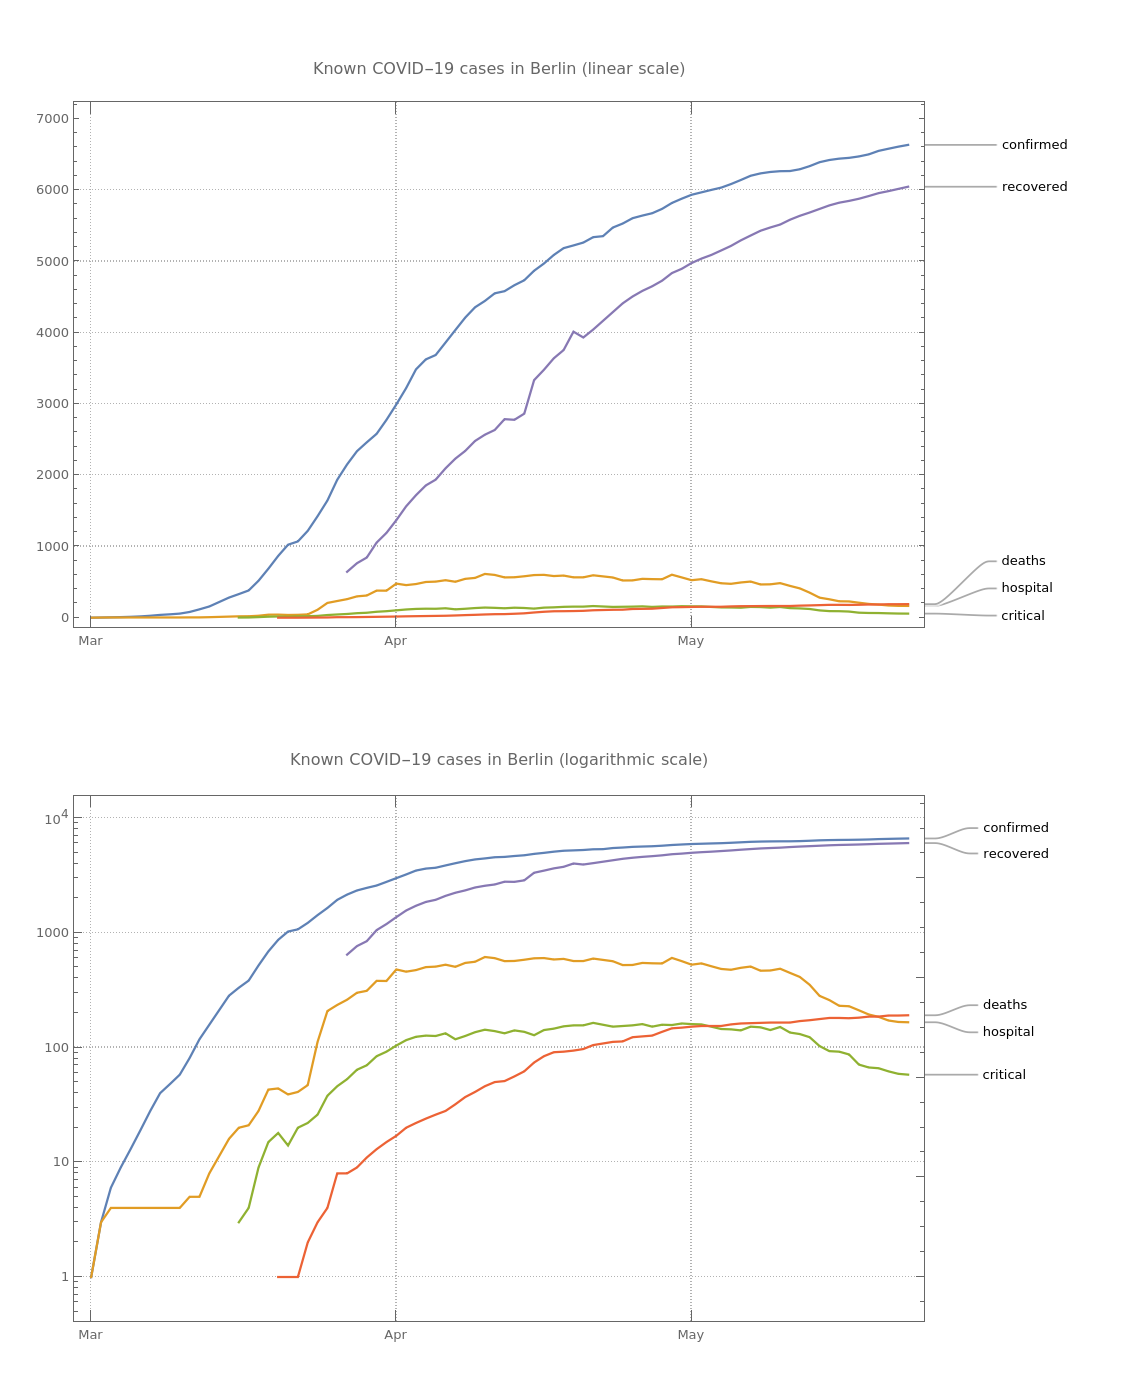 Known COVID−19 cases in Berlin (linear scale)
7000
6000
5000
4000
3000
2000
1000
0
Mar Apr May
confirmed
recovered
deaths
hospital
critical
Known COVID−19 cases in Berlin (logarithmic scale)
10⁴
1000
100
10
1
Mar Apr May
confirmed
recovered
deaths
hospital
critical